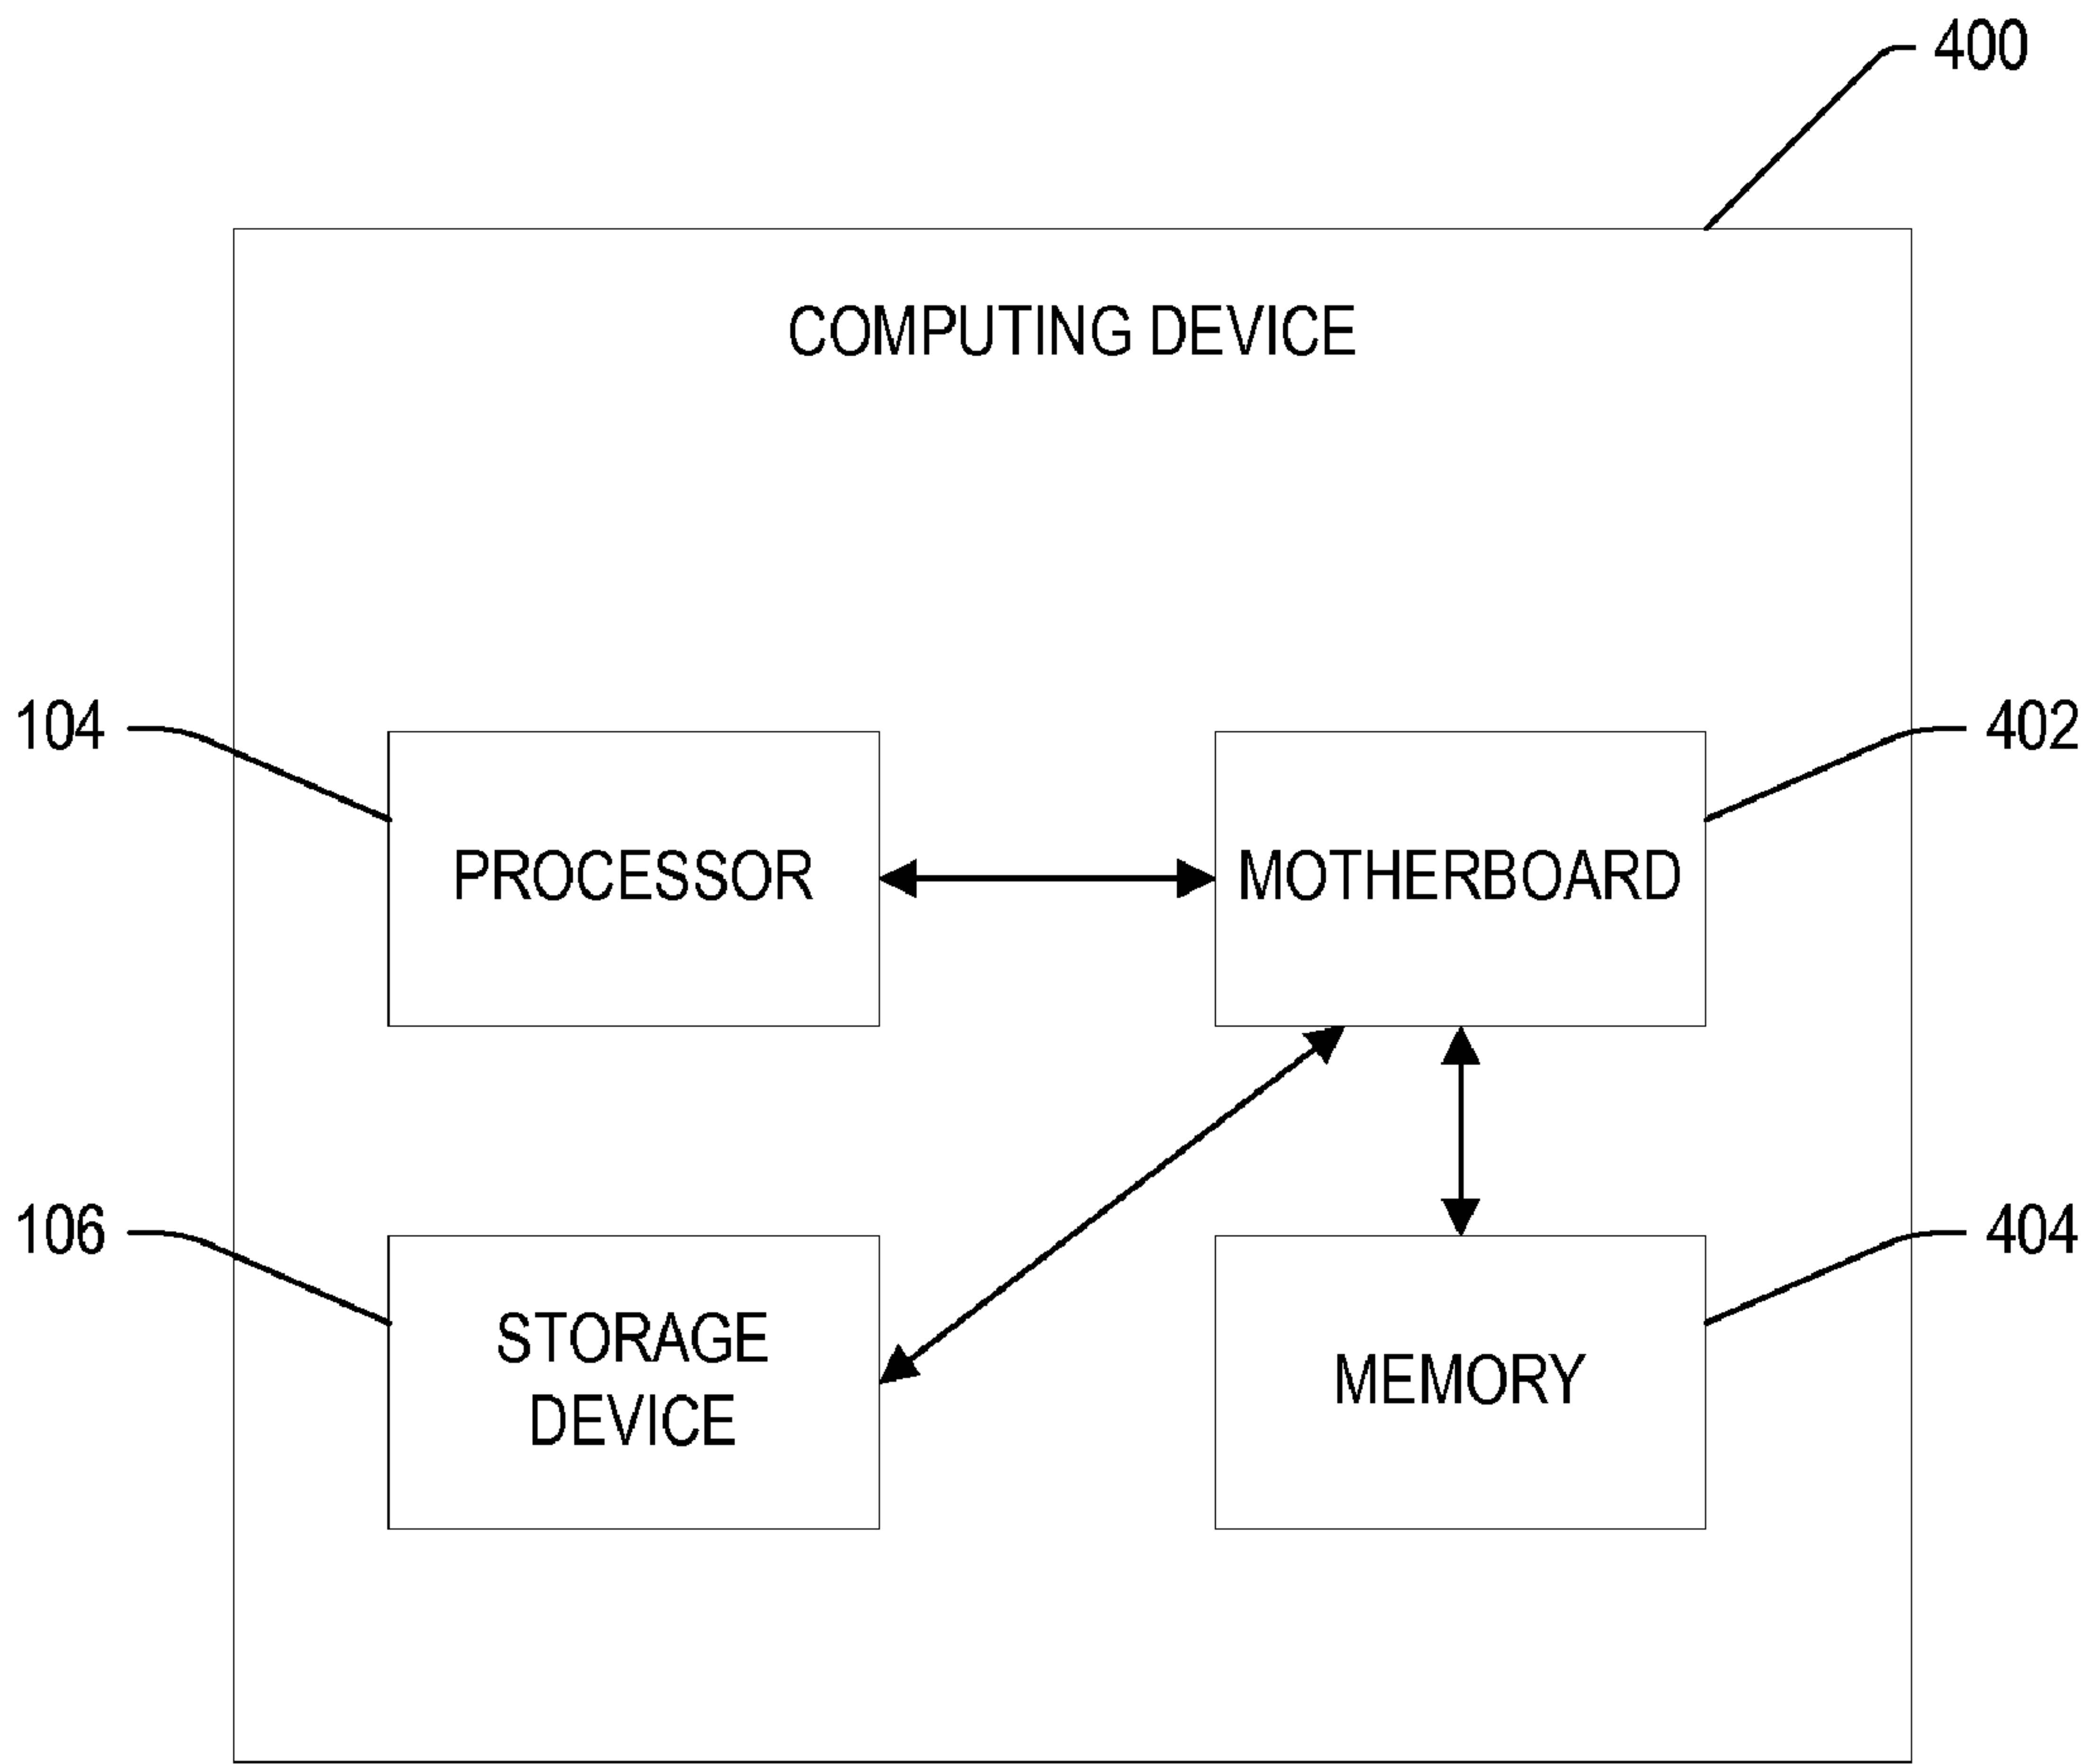 400
COMPUTING DEVICE
104
402
PROCESSOR
MOTHERBOARD
106
404
STORAGE
DEVICE
MEMORY